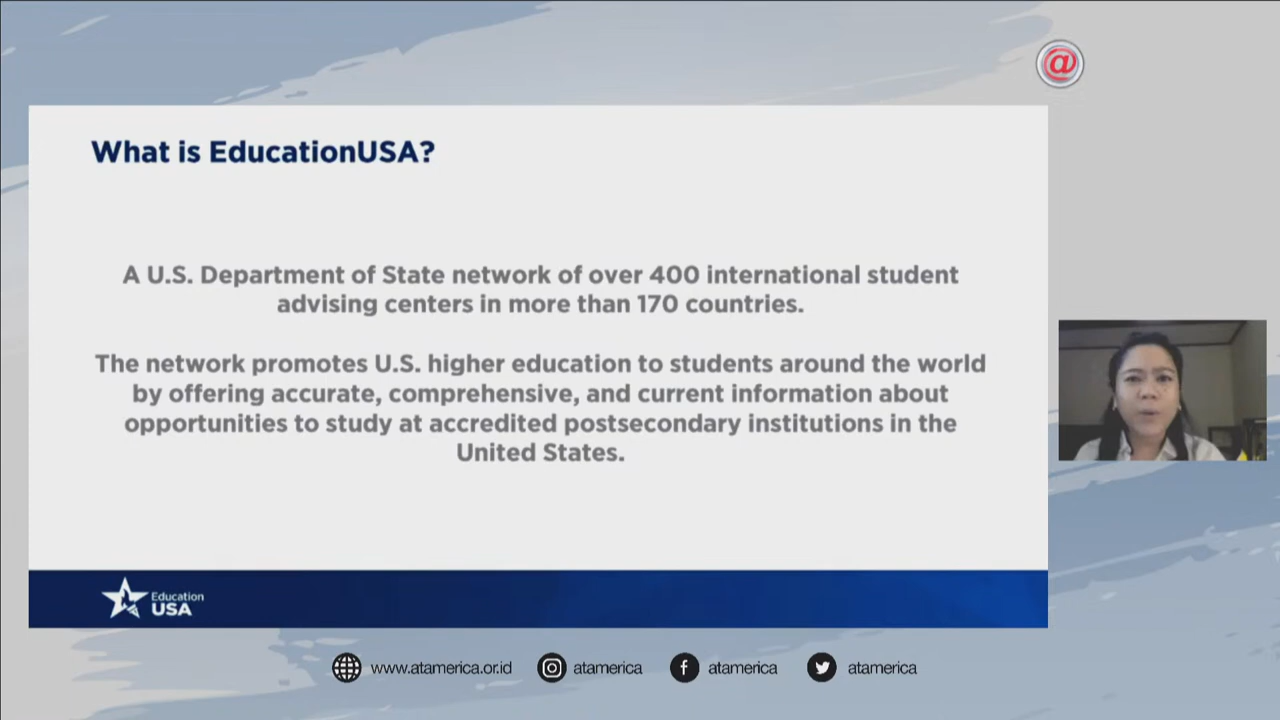 @
What is EducationUSA?
A U.S. Department of State network of over 400 international student
advising centers in more than 170 countries.
The network promotes U.S. higher education to students around the world
by offering accurate, comprehensive, and current information about
opportunities to study at accredited postsecondary institutions in the
United States.
Education
USA
www.atamerica.or.id atamerica f atamerica atamerica